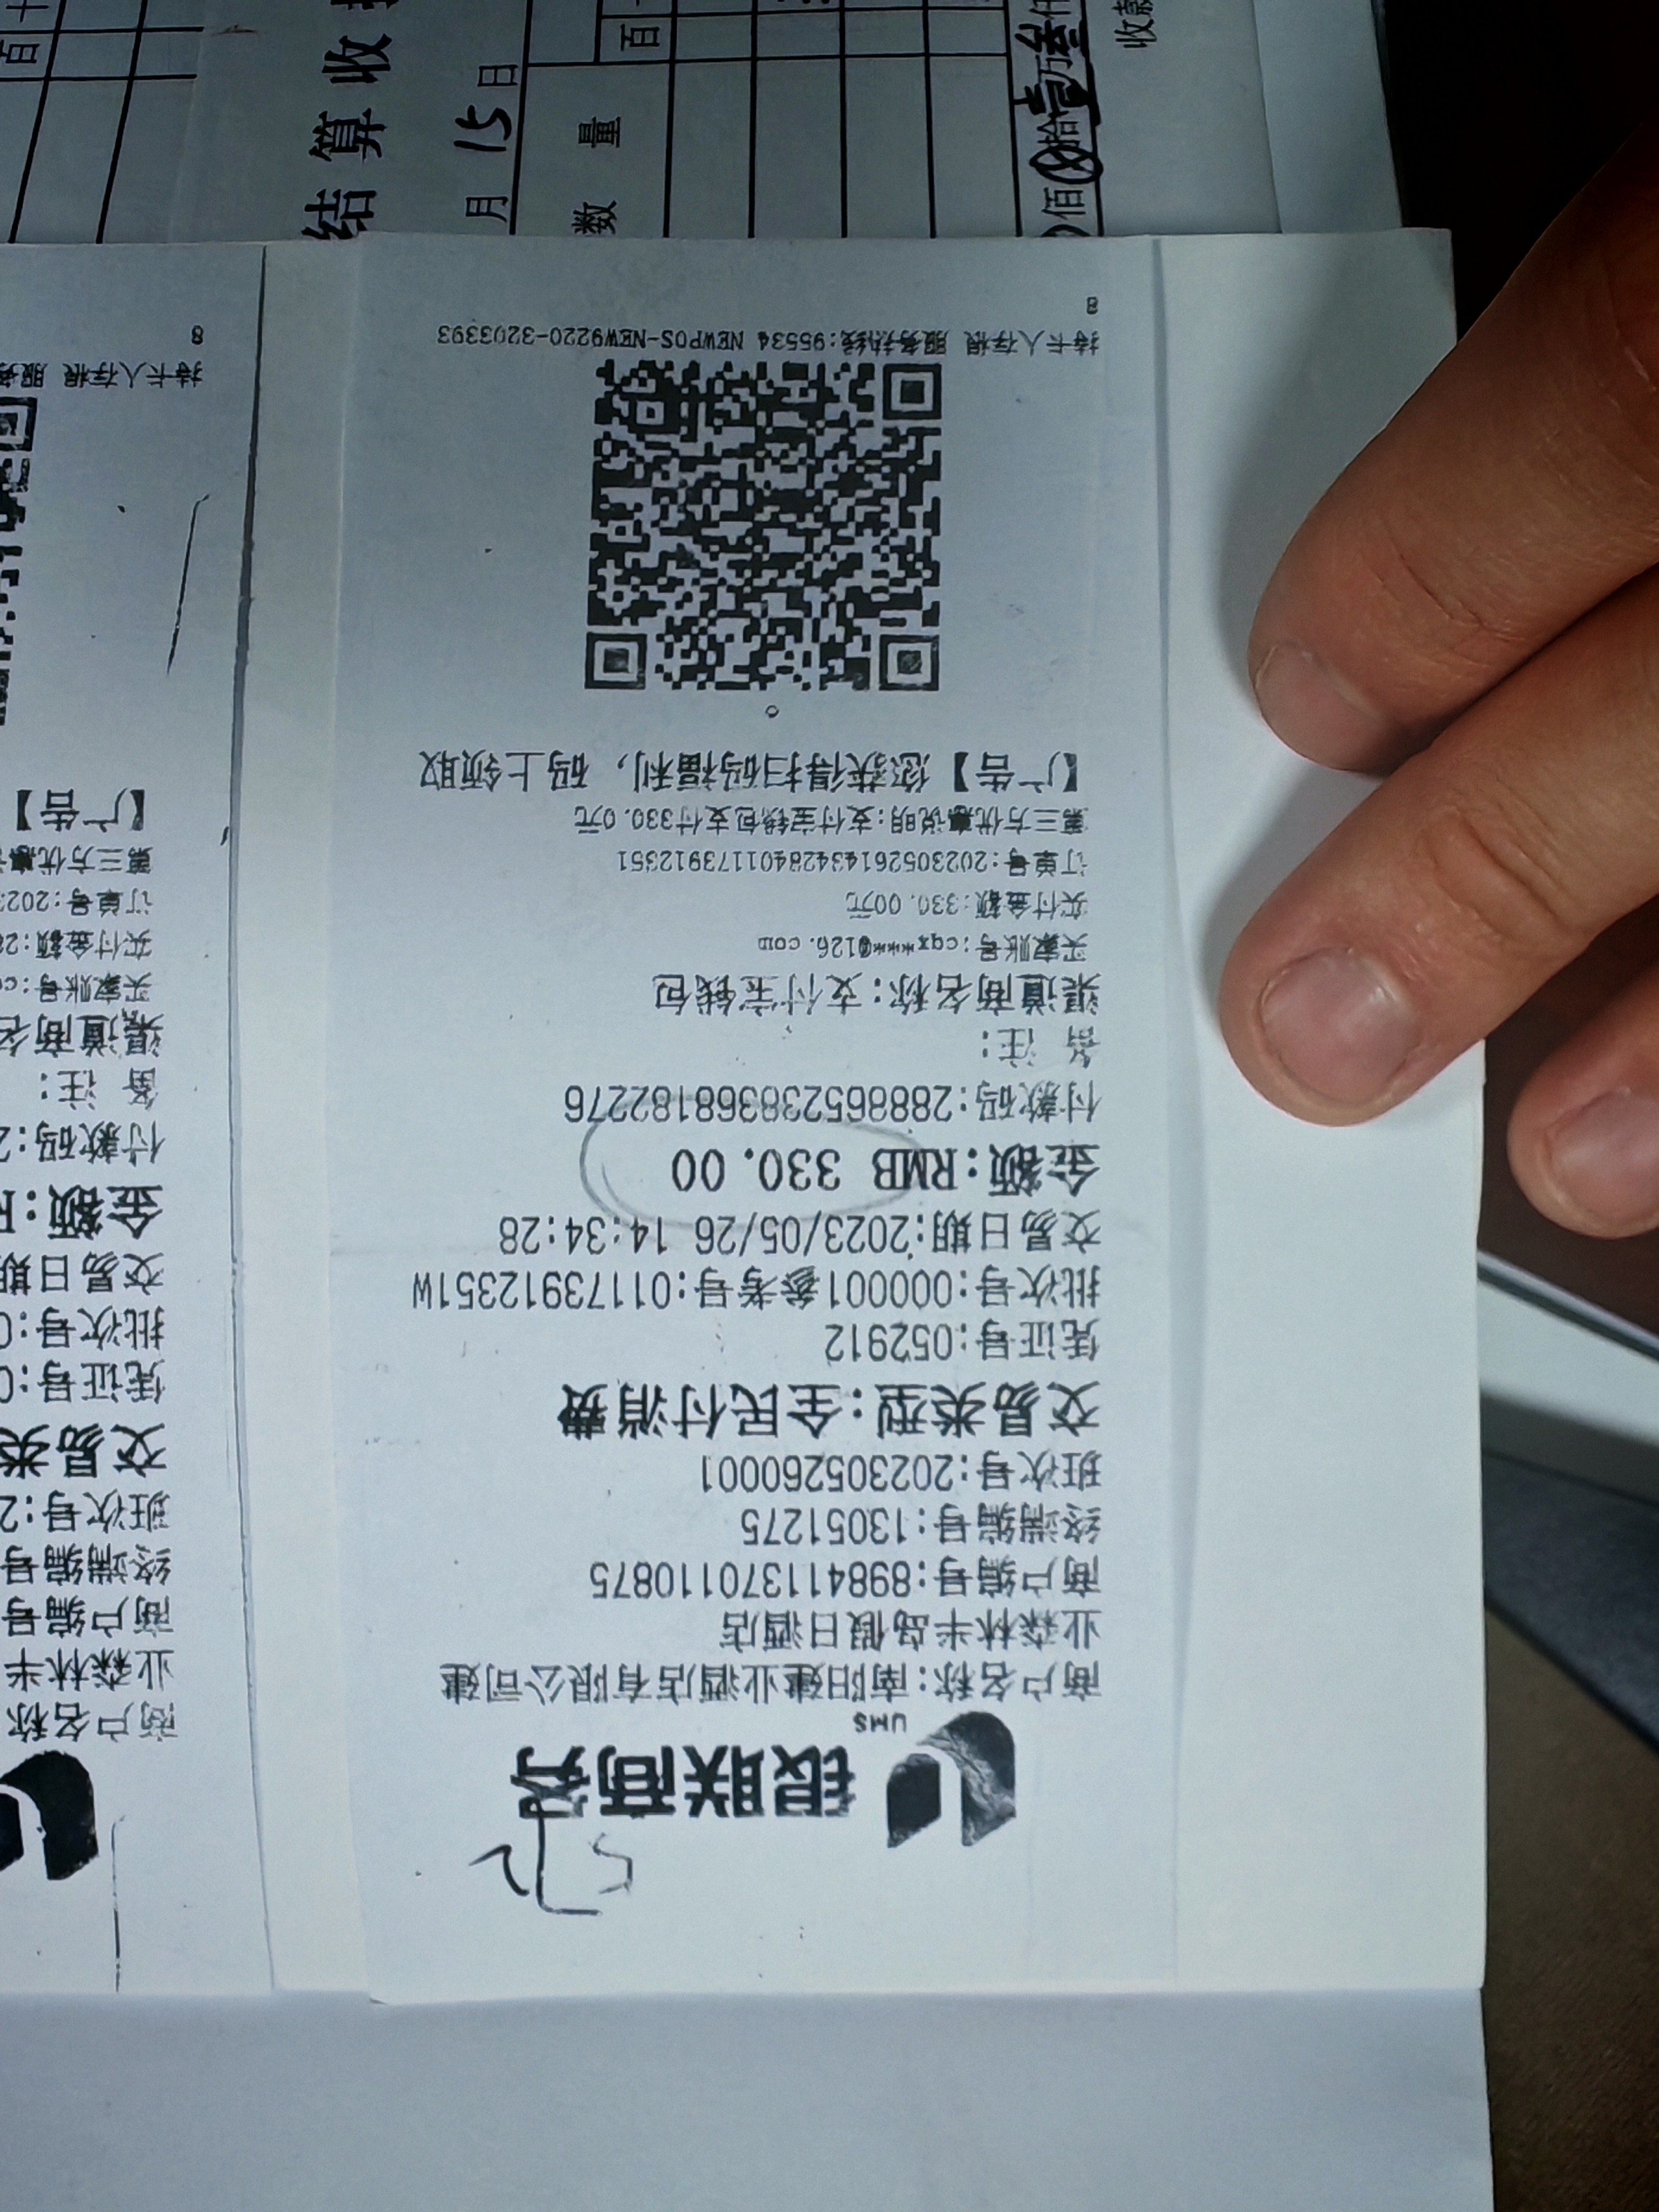 572
银联商务
UMS
商户名称:南阳建业酒店有限公司建
业森林半岛假日酒店
商户编号:898411370110875
终端编号:13051275
班次号:202305260001
交易类型:全民付消费
凭证号:052912
批次号:000001参考号:01173912351W
交易日期:2023/05/26 14:34:28
金额:RMB 330.00
付款码:288865238368182276
备 注:
渠道商名称:支付宝钱包
买家账号:cqx***@126.com
实付金额:330.00元
订单号:20230526143428401173912351
第三方优惠说明:支付宝钱包支付330.0元
【广告】您获得扫码福利，码上领取
持卡人存根 服务热线:95534 NEWPOS-NEW9220-3203393
8
商户名称
业森林半
商户编号
终端编号
班次号:2
交易类
凭证号:0
批次号:0
交易日期
金额:R
付款码:2
备 注:
渠道商名
买家账号:c
实付金额:2
订单号:202
第三方优惠
【广告】
持卡人存根 服务
8
结算收
月15日
数量
百
佰
拾
收款